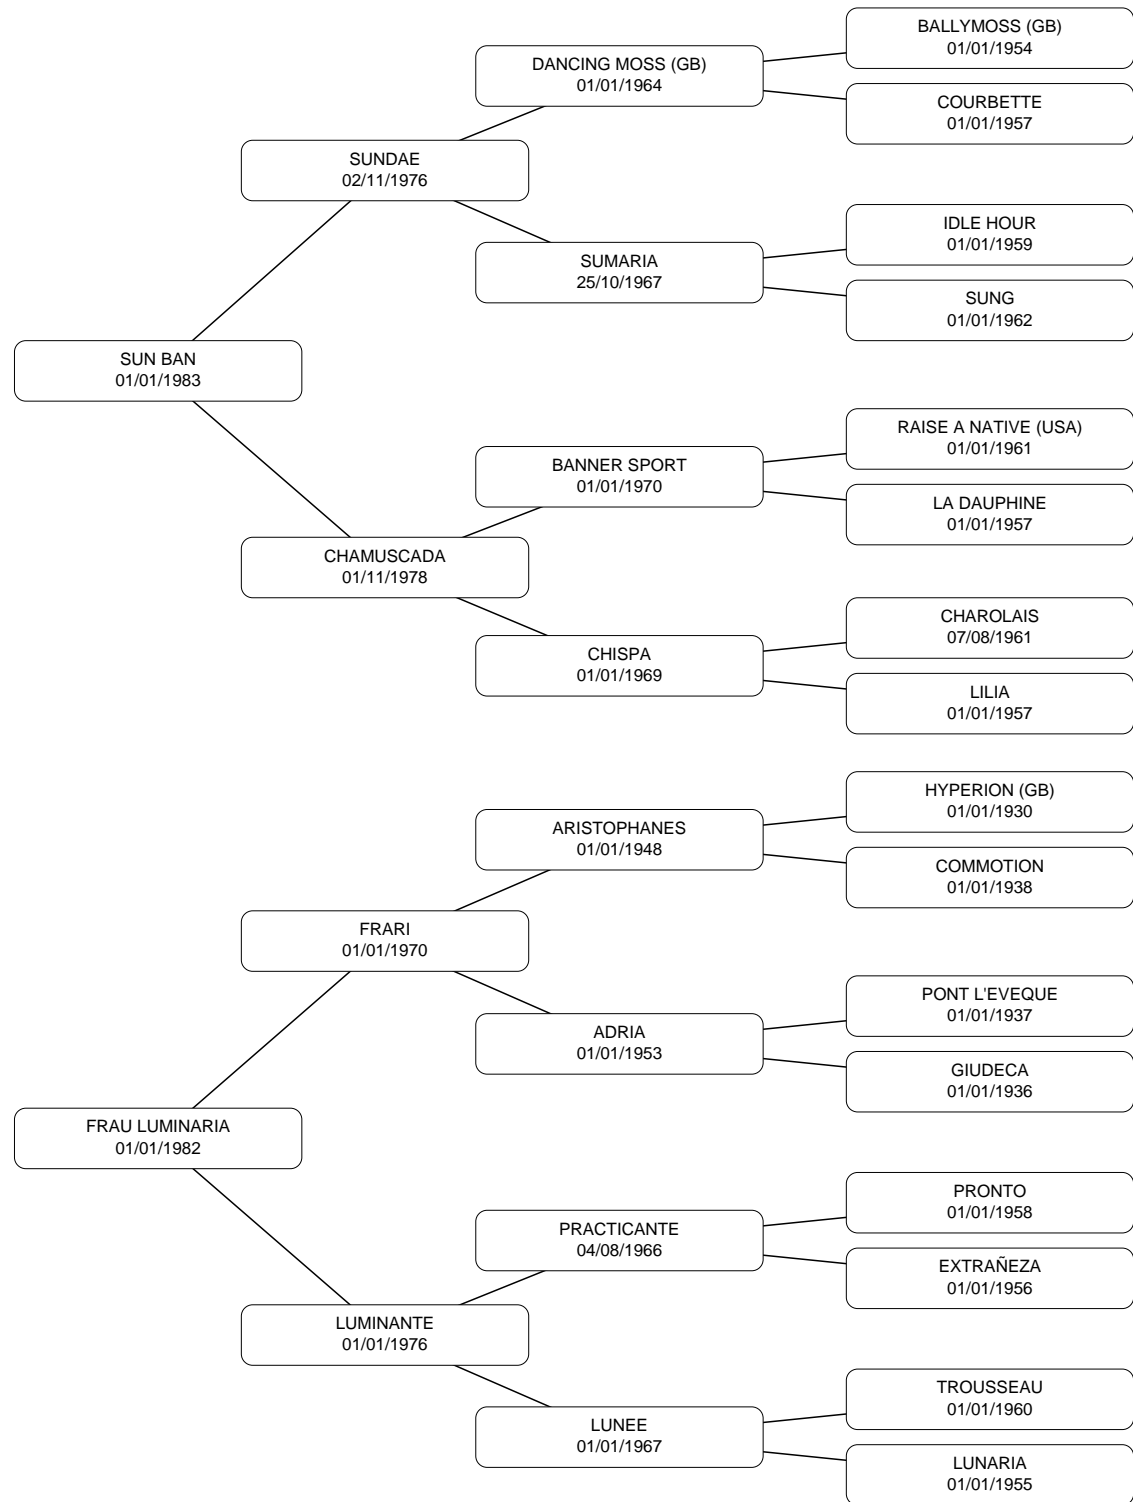 BALLYMOSS (GB)
01/01/1954
DANCING MOSS (GB)
01/01/1964
COURBETTE
01/01/1957
SUNDAE
02/11/1976
IDLE HOUR
01/01/1959
SUMARIA
25/10/1967
SUNG
01/01/1962
SUN BAN
01/01/1983
RAISE A NATIVE (USA)
01/01/1961
BANNER SPORT
01/01/1970
LA DAUPHINE
01/01/1957
CHAMUSCADA
01/11/1978
CHAROLAIS
07/08/1961
CHISPA
01/01/1969
LILIA
01/01/1957
HYPERION (GB)
01/01/1930
ARISTOPHANES
01/01/1948
COMMOTION
01/01/1938
FRARI
01/01/1970
PONT L'EVEQUE
01/01/1937
ADRIA
01/01/1953
GIUDECA
01/01/1936
FRAU LUMINARIA
01/01/1982
PRONTO
01/01/1958
PRACTICANTE
04/08/1966
EXTRAÑEZA
01/01/1956
LUMINANTE
01/01/1976
TROUSSEAU
01/01/1960
LUNEE
01/01/1967
LUNARIA
01/01/1955